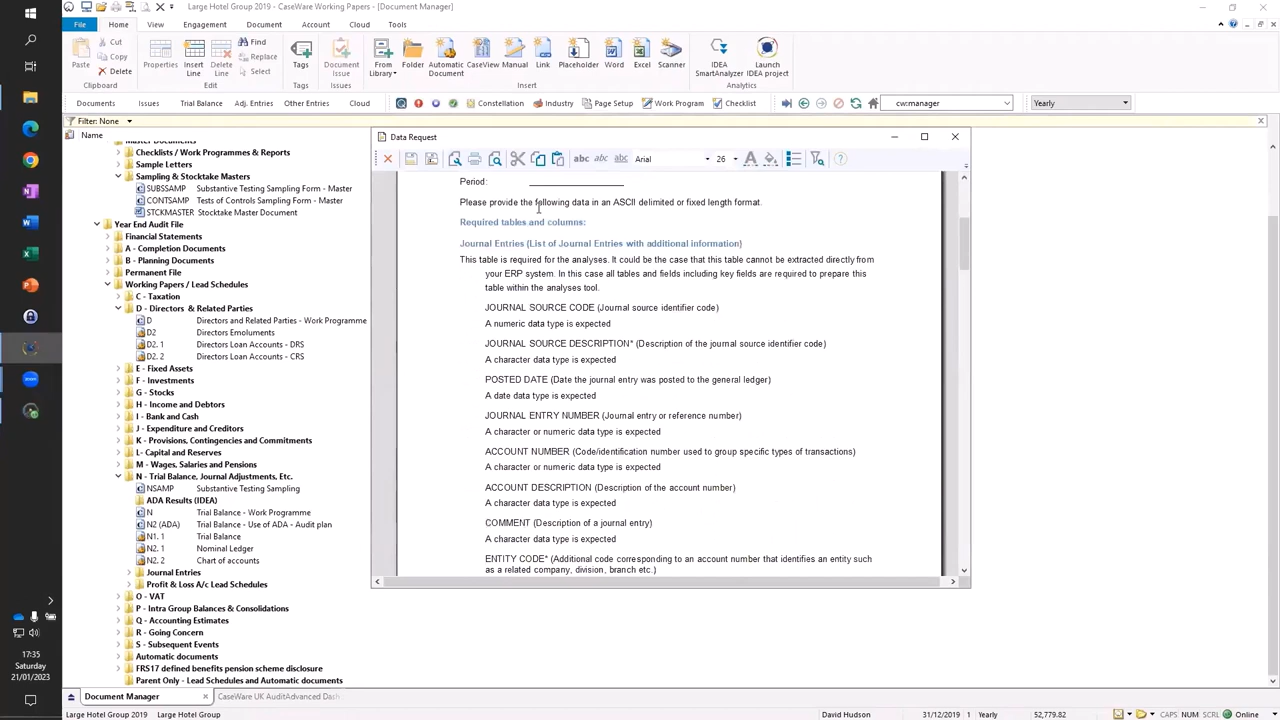 Large Hotel Group 2019 - CaseWare Working Papers - [Document Manager]
File
Home
View
Engagement
Document
Account
Cloud
Tools
Paste
Cut
Copy
Delete
Clipboard
Properties
Insert Line
Delete Line
Find
Replace
Select
Edit
Tags
Tags
Document Issue
Issues
From Library
Folder
Automatic Document
CaseView
Manual
Link
Placeholder
Word
Excel
Scanner
Insert
IDEA SmartAnalyzer
Launch IDEA project
Analytics
Documents
Issues
Trial Balance
Adj. Entries
Other Entries
Cloud
Constellation
Industry
Page Setup
Work Program
Checklist
cw:manager
Yearly
Filter: None
Name
Master Documents
Checklists / Work Programmes & Reports
Sample Letters
Sampling & Stocktake Masters
SUBSSAMP Substantive Testing Sampling Form - Master
CONTSAMP Tests of Controls Sampling Form - Master
STCKMASTER Stocktake Master Document
Year End Audit File
Financial Statements
A - Completion Documents
B - Planning Documents
Permanent File
Working Papers / Lead Schedules
C - Taxation
D - Directors & Related Parties
D Directors and Related Parties - Work Programme
D2 Directors Emoluments
D2. 1 Directors Loan Accounts - DRS
D2. 2 Directors Loan Accounts - CRS
E - Fixed Assets
F - Investments
G - Stocks
H - Income and Debtors
I - Bank and Cash
J - Expenditure and Creditors
K - Provisions, Contingencies and Commitments
L- Capital and Reserves
M - Wages, Salaries and Pensions
N - Trial Balance, Journal Adjustments, Etc.
NSAMP Substantive Testing Sampling
ADA Results (IDEA)
N Trial Balance - Work Programme
N2 (ADA) Trial Balance - Use of ADA - Audit plan
N1. 1 Trial Balance
N2. 1 Nominal Ledger
N2. 2 Chart of accounts
Journal Entries
Profit & Loss A/c Lead Schedules
O - VAT
P - Intra Group Balances & Consolidations
Q - Accounting Estimates
R - Going Concern
S - Subsequent Events
Automatic documents
FRS17 defined benefits pension scheme disclosure
Parent Only - Lead Schedules and Automatic documents
Data Request
abc abc abc Arial 26 A
Period:
Please provide the following data in an ASCII delimited or fixed length format.
Required tables and columns:
Journal Entries (List of Journal Entries with additional information)
This table is required for the analyses. It could be the case that this table cannot be extracted directly from
your ERP system. In this case all tables and fields including key fields are required to prepare this
table within the analyses tool.
JOURNAL SOURCE CODE (Journal source identifier code)
A numeric data type is expected
JOURNAL SOURCE DESCRIPTION* (Description of the journal source identifier code)
A character data type is expected
POSTED DATE (Date the journal entry was posted to the general ledger)
A date data type is expected
JOURNAL ENTRY NUMBER (Journal entry or reference number)
A character or numeric data type is expected
ACCOUNT NUMBER (Code/identification number used to group specific types of transactions)
A character or numeric data type is expected
ACCOUNT DESCRIPTION (Description of the account number)
A character data type is expected
COMMENT (Description of a journal entry)
A character data type is expected
ENTITY CODE* (Additional code corresponding to an account number that identifies an entity such
as a related company, division, branch etc.)
17:35
Saturday
21/01/2023
Document Manager
CaseWare UK AuditAdvanced Dash
Large Hotel Group 2019
Large Hotel Group
David Hudson
31/12/2019
1
Yearly
52,779.82
CAPS
NUM
SCRL
Online